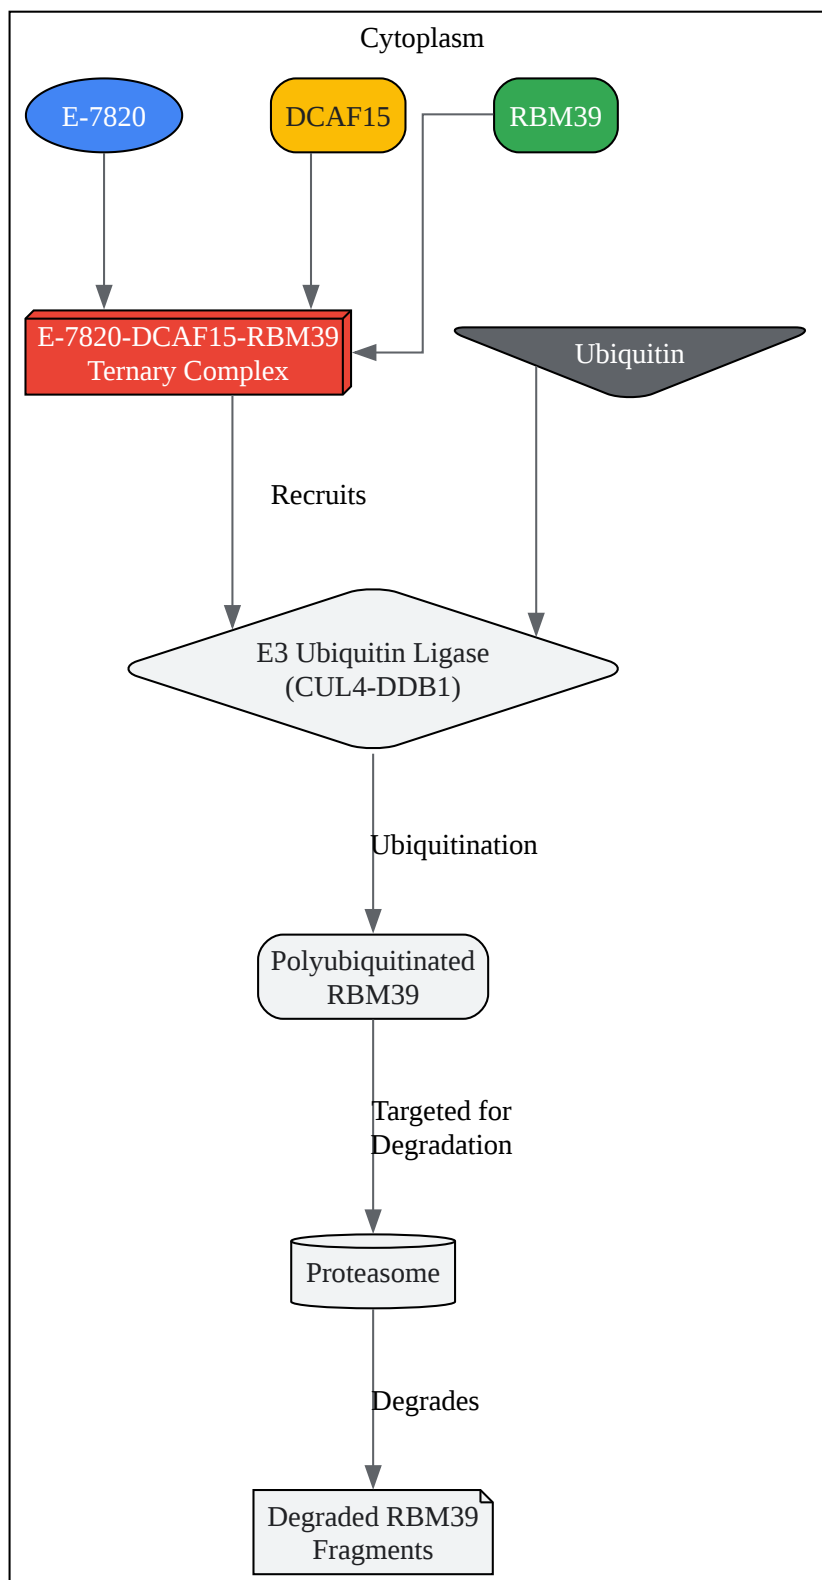 Cytoplasm
E-7820
DCAF15
RBM39
E-7820-DCAF15-RBM39
Ternary Complex
Ubiquitin
Recruits
E3 Ubiquitin Ligase
(CUL4-DDB1)
Ubiquitination
Polyubiquitinated
RBM39
Targeted for
Degradation
Proteasome
Degrades
Degraded RBM39
Fragments